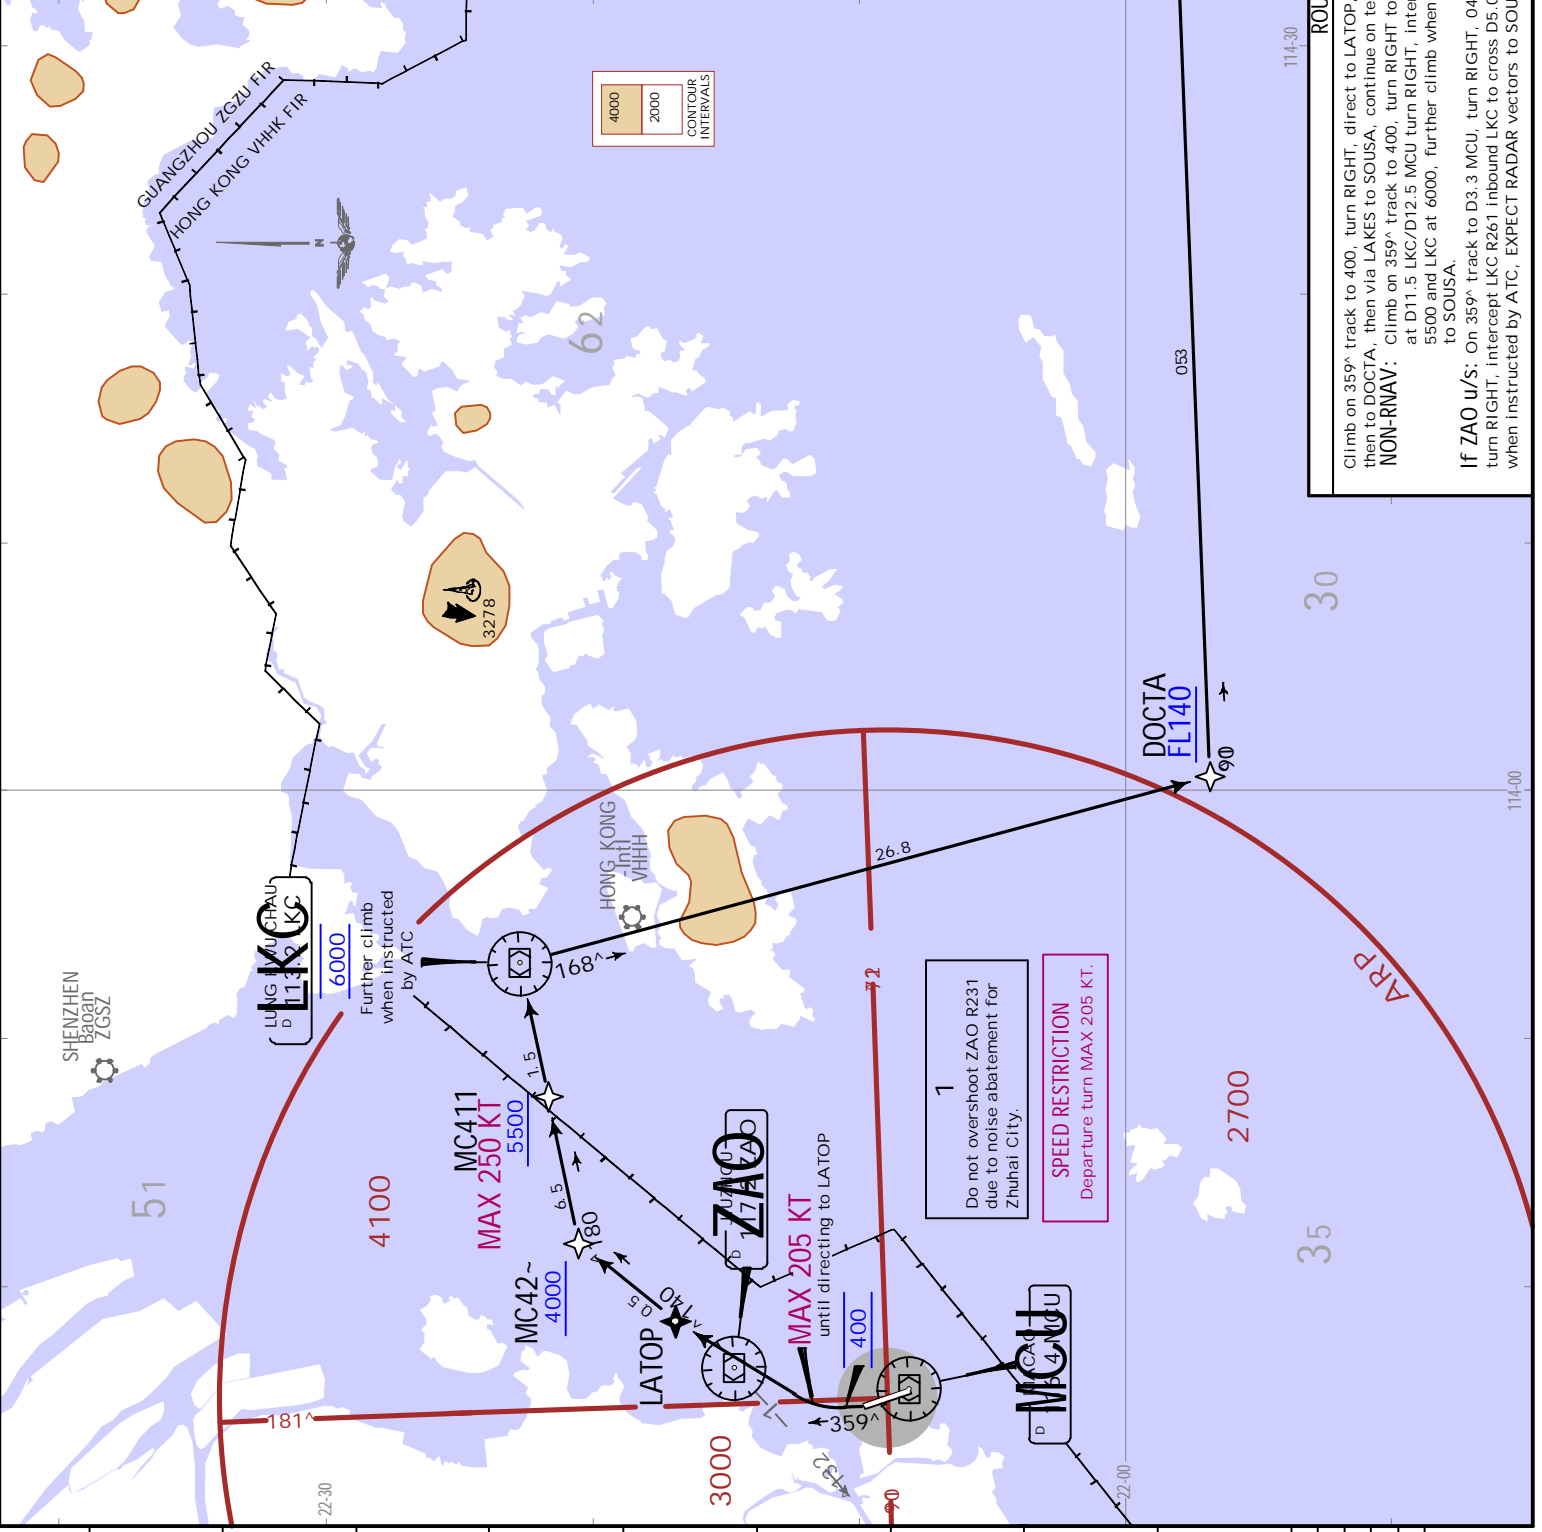 GUANGZHOU ZGZU FIR
HONG KONG VHHK FIR
N
4000
2000
CONTOUR
INTERVALS
114-30
ROU
Climb on 359^ track to 400, turn RIGHT, direct to LATOP,
then to DOCTA, then via LAKES to SOUSA, continue on te
NON-RNAV: Climb on 359^ track to 400, turn RIGHT to
at D11.5 LKC/D12.5 MCU turn RIGHT, inter
5500 and LKC at 6000, further climb when
to SOUSA.
If ZAO u/s: On 359^ track to D3.3 MCU, turn RIGHT, 04
turn RIGHT, intercept LKC R261 inbound LKC to cross D5.0
when instructed by ATC, EXPECT RADAR vectors to SOU
62
053
3278
30
DOCTA
FL140
90
114-00
26.8
HONG KONG
-Intl
VHHH
LKC
6000
Further climb
when instructed
by ATC
168^
SHENZHEN
Baoan
ZGSZ
ARP
1
Do not overshoot ZAO R231
due to noise abatement for
Zhuhai City.
SPEED RESTRICTION
Departure turn MAX 205 KT.
2700
1.5
MC411
MAX 250 KT
5500
6.5
51
4100
ZAO
D
MAX 205 KT
until directing to LATOP
400
35
MC42~
4000
0.5
LATOP
MCU
D
181^
359^
3000
22-30
22-00